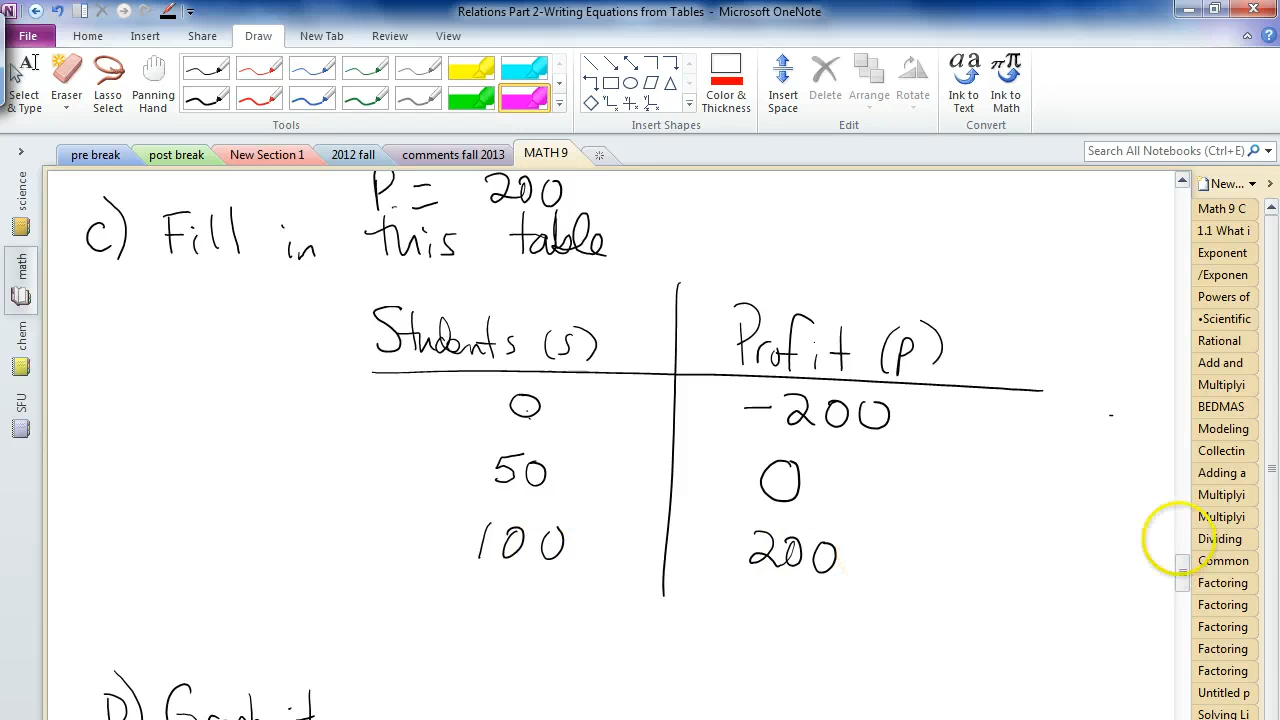 Relations Part 2-Writing Equations from Tables - Microsoft OneNote
File Home Insert Share Draw New Tab Review View
Select & Type
Eraser
Lasso Select
Panning Hand
Color & Thickness
Insert Space
Delete
Arrange
Rotate
Ink to Text
Ink to Math
Tools
Insert Shapes
Edit
Convert
pre break
post break
New Section 1
2012 fall
comments fall 2013
MATH 9
Search All Notebooks (Ctrl+E)
science
math
chem
SFU
P = 200
C) Fill in this table
Students (s) Profit (p)
0 -200
50 0
100 200
D) Graph it
New...
Math 9 C
1.1 What i
Exponent
/Exponen
Powers of
•Scientific
Rational
Add and
Multiplyi
BEDMAS
Modeling
Collectin
Adding a
Multiplyi
Multiplyi
Dividing
Common
Factoring
Factoring
Factoring
Factoring
Factoring
Untitled p
Solving Li